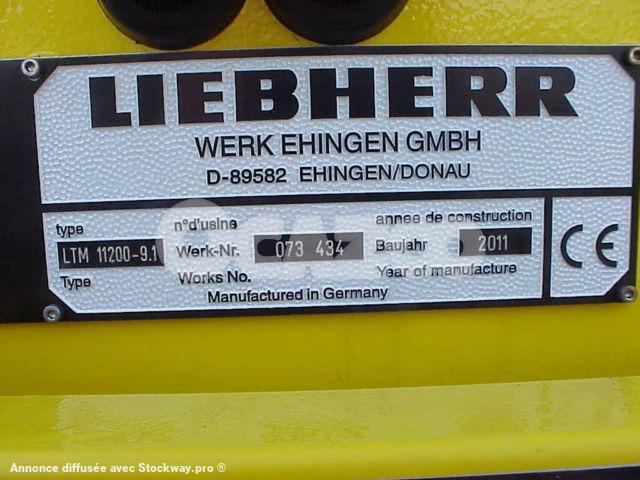 LIEBHERR
WERK EHINGEN GMBH
D-89582 EHINGEN/DONAU
type
LTM 11200-9.1
Type
n°d'usine
Werk-Nr. 073 434
Works No.
annee de construction
Baujahr 2011
Year of manufacture
Manufactured in Germany
CE
Annonce diffusée avec Stockway.pro ®